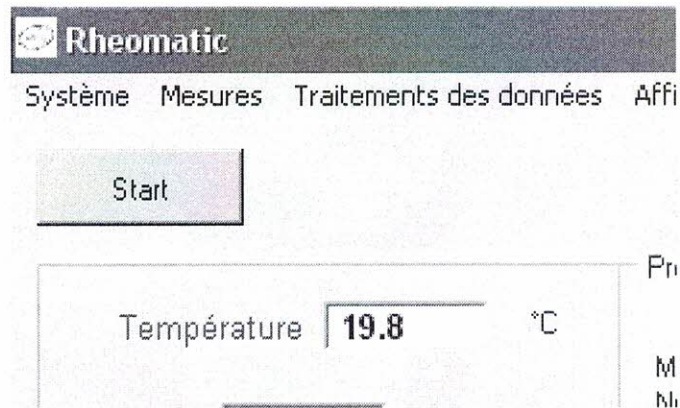 Rheomatic
Système Mesures Traitements des données
Start
Température 19.8 °C